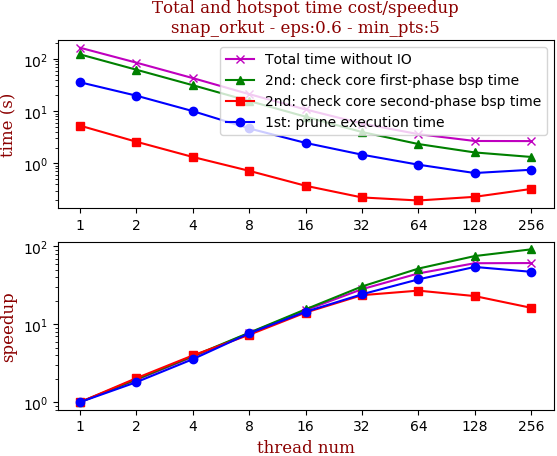 Total and hotspot time cost/speedup
snap_orkut - eps:0.6 - min_pts:5
time (s)
10²
10¹
10⁰
Total time without IO
2nd: check core first-phase bsp time
2nd: check core second-phase bsp time
1st: prune execution time
1 2 4 8 16 32 64 128 256
speedup
10²
10¹
10⁰
1 2 4 8 16 32 64 128 256
thread num